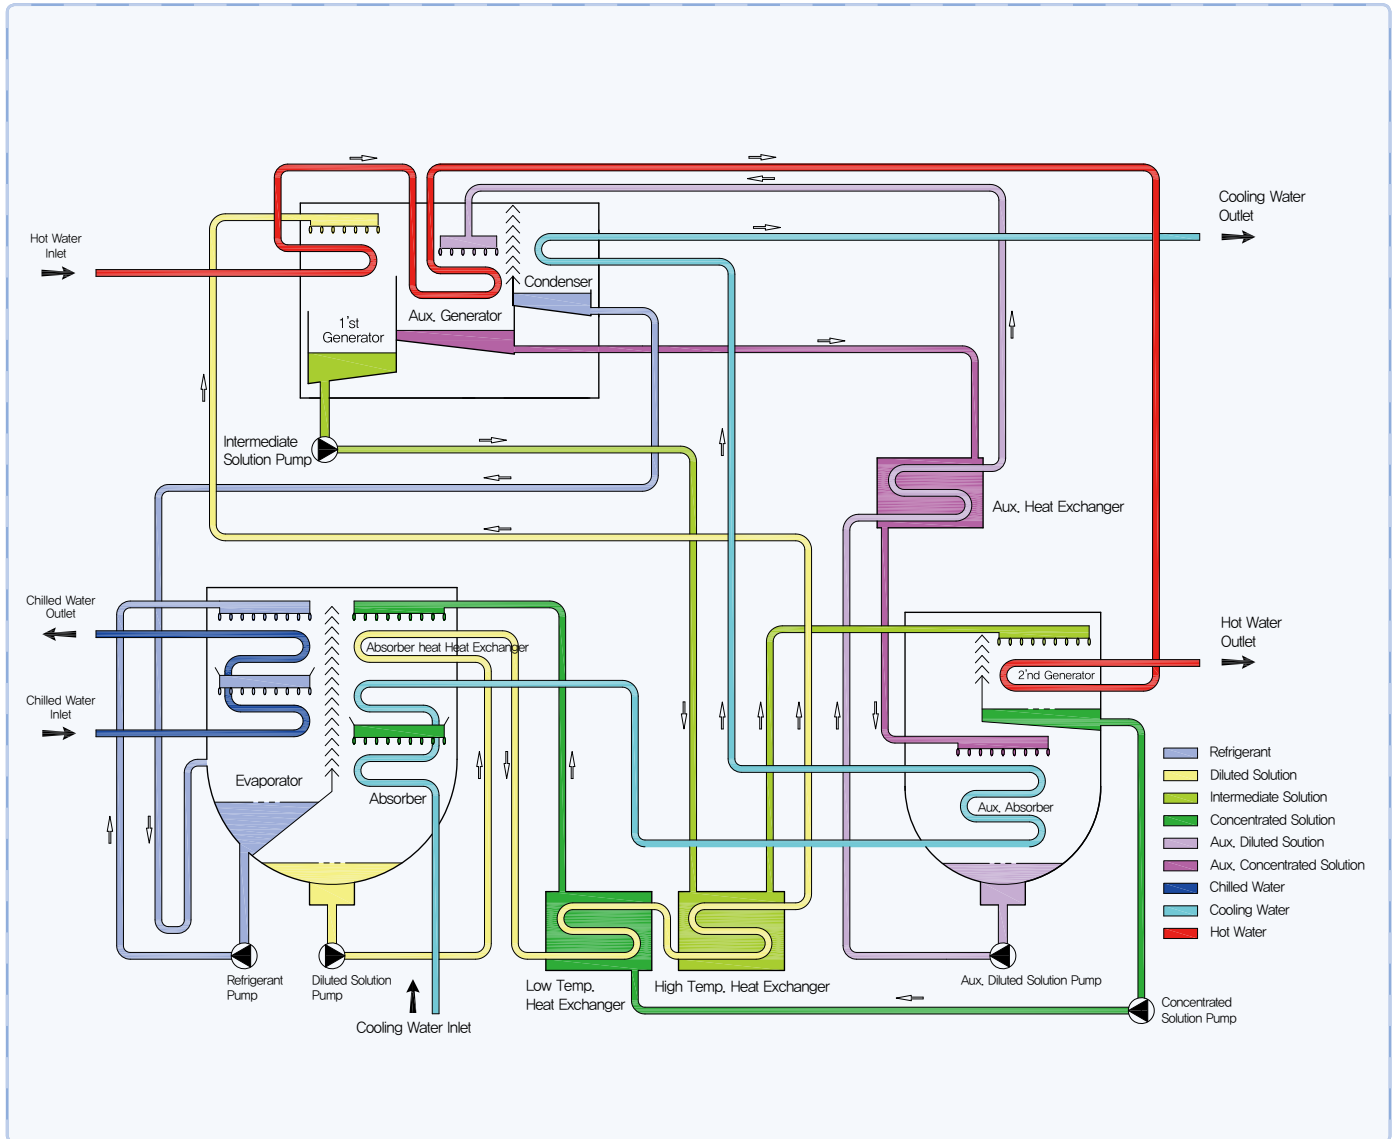 Cooling Water
Outlet
Hot Water
Inlet
Condenser
Aux. Generator
1'st
Generator
Intermediate
Solution Pump
Aux. Heat Exchanger
Chilled Water
Outlet
Absorber heat Heat Exchanger
Hot Water
Outlet
2'nd Generator
Chilled Water
Inlet
Evaporator
Absorber
Aux. Absorber
Refrigerant
Diluted Solution
Intermediate Solution
Concentrated Solution
Aux. Diluted Soution
Aux. Concentrated Solution
Chilled Water
Cooling Water
Hot Water
Refrigerant
Pump
Diluted Solution
Pump
Low Temp.
Heat Exchanger
High Temp. Heat Exchanger
Aux. Diluted Solution Pump
Concentrated
Solution Pump
Cooling Water Inlet